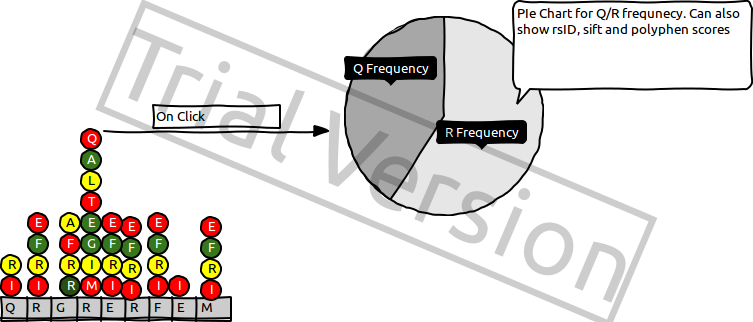 PIe Chart for Q/R frequnecy. Can also
show rsID, sift and polyphen scores
Q Frequency
On Click
R Frequency
Trial Version
Q
A
L
T
E A E E E E E
F F G F F F F
R R R I R R R R
I I R M I I I I I
Q R G R E R F E M